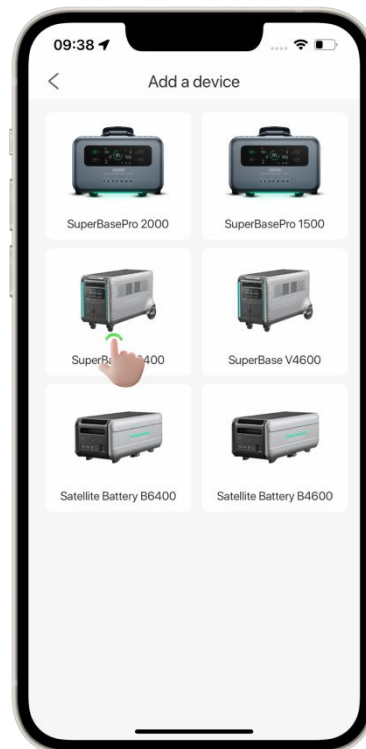 09:38
Add a device
SuperBasePro 2000
SuperBasePro 1500
SuperBase V4600
Satellite Battery B6400
Satellite Battery B4600